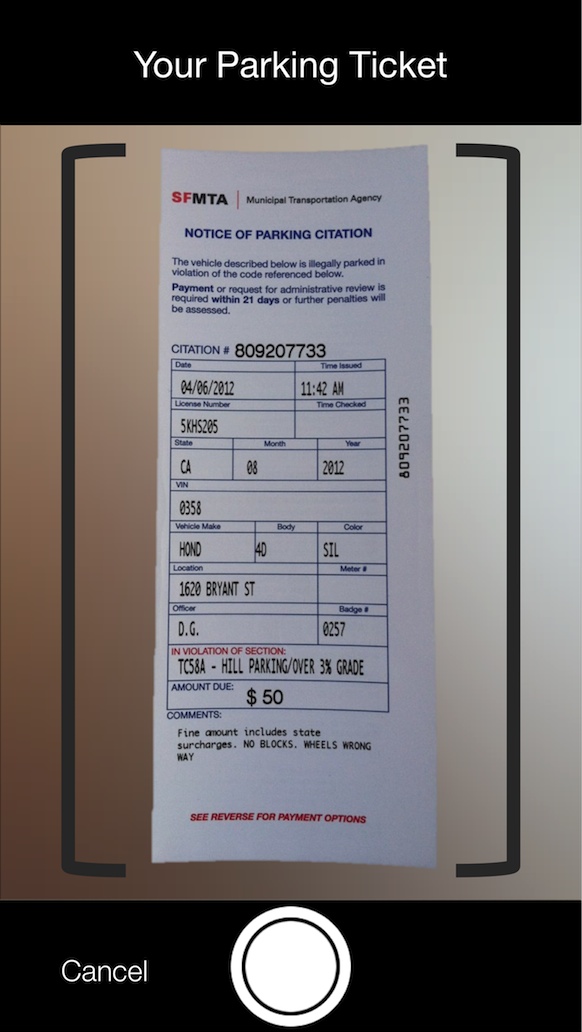 Your Parking Ticket
SFMTA | Municipal Transportation Agency
NOTICE OF PARKING CITATION
The vehicle described below is illegally parked in
violation of the code referenced below.
Payment or request for administrative review is
required within 21 days or further penalties will
be assessed.
CITATION # 809207733
Date Time Issued
04/06/2012 11:42 AM
License Number Time Checked
5KHS205
809207733
State Month Year
CA 08 2012
VIN
0358
Vehicle Make Body Color
HOND 4D SIL
Location Meter #
1620 BRYANT ST
Officer Badge #
D.G. 0257
IN VIOLATION OF SECTION:
TC58A - HILL PARKING/OVER 3% GRADE
AMOUNT DUE: $ 50
COMMENTS:
Fine amount includes state
surcharges. NO BLOCKS. WHEELS WRONG
WAY
SEE REVERSE FOR PAYMENT OPTIONS
Cancel